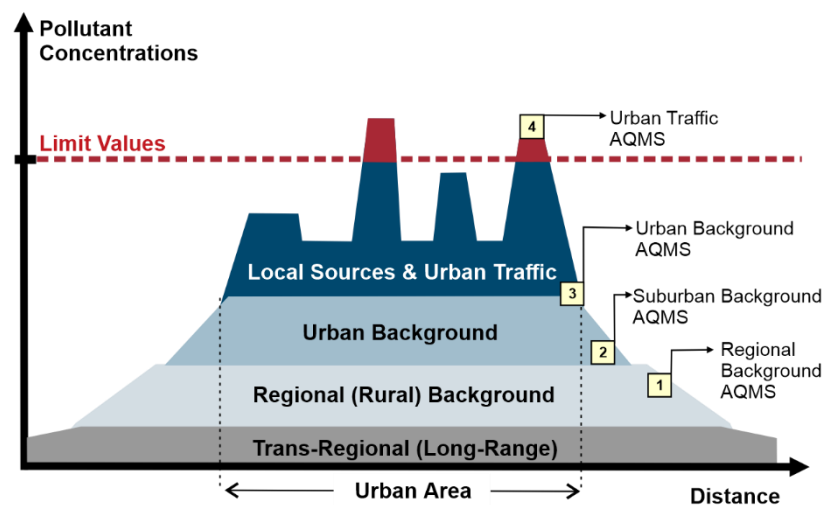 Pollutant
Concentrations
4
Urban Traffic
AQMS
Limit Values
Urban Background
AQMS
Local Sources & Urban Traffic
3
Suburban Background
AQMS
Urban Background
2
Regional
Background
AQMS
1
Regional (Rural) Background
Trans-Regional (Long-Range)
Urban Area
Distance